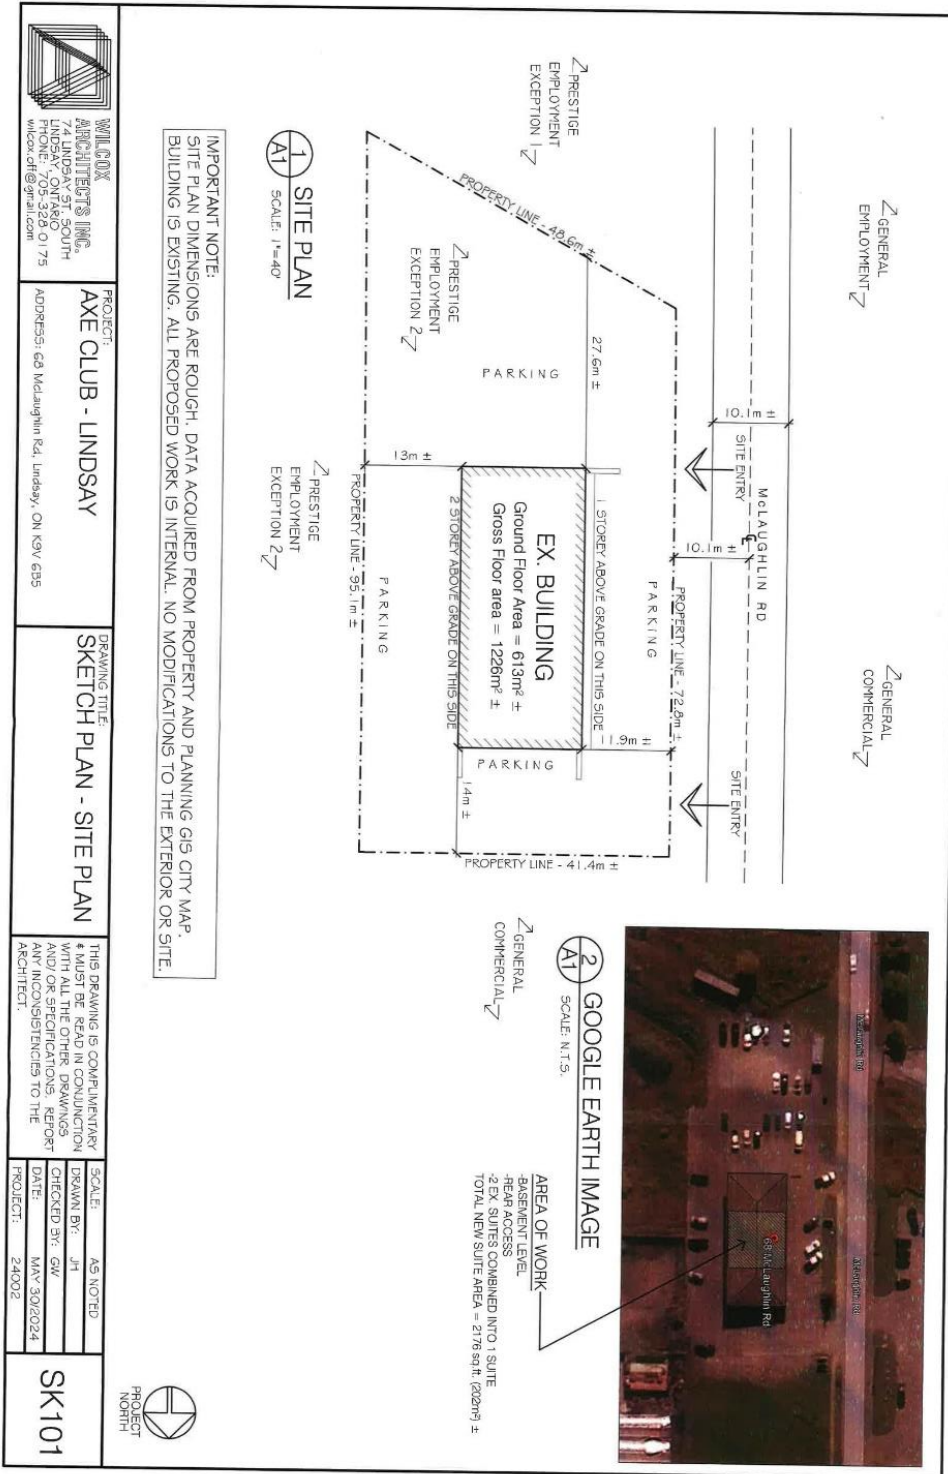 GENERAL
EMPLOYMENT
GENERAL
COMMERCIAL
McLAUGHLIN RD
10.1m ±
SITE ENTRY
10.1m ±
SITE ENTRY
PRESTIGE
EMPLOYMENT
EXCEPTION 1
PROPERTY LINE - 48.6m ±
PROPERTY LINE - 72.8m ±
PARKING
27.6m ±
1 STOREY ABOVE GRADE ON THIS SIDE
11.9m ±
PARKING
PRESTIGE
EMPLOYMENT
EXCEPTION 2
EX. BUILDING
Ground Floor Area = 613m² ±
Gross Floor area = 1226m² ±
PARKING
PROPERTY LINE - 41.4m ±
13m ±
2 STOREY ABOVE GRADE ON THIS SIDE
14m ±
PARKING
PROPERTY LINE - 95.1m ±
PRESTIGE
EMPLOYMENT
EXCEPTION 2
GENERAL
COMMERCIAL
1
A1
SITE PLAN
SCALE: 1"=40'
McLaughlin Rd
McLaughlin Rd
68 McLaughlin Rd
2
A1
GOOGLE EARTH IMAGE
SCALE: N.T.S.
AREA OF WORK
-BASEMENT LEVEL
-REAR ACCESS
-2 EX. SUITES COMBINED INTO 1 SUITE
TOTAL NEW SUITE AREA = 2176 sq.ft. (202m²) ±
IMPORTANT NOTE:
SITE PLAN DIMENSIONS ARE ROUGH. DATA ACQUIRED FROM PROPERTY AND PLANNING GIS CITY MAP.
BUILDING IS EXISTING. ALL PROPOSED WORK IS INTERNAL. NO MODIFICATIONS TO THE EXTERIOR OR SITE.
PROJECT
NORTH
WILCOX
ARCHITECTS INC.
74 LINDSAY ST. SOUTH
LINDSAY, ONTARIO
PHONE: 705-328-0175
wilcox.off@gmail.com
PROJECT:
AXE CLUB - LINDSAY
ADDRESS: 68 McLaughlin Rd, Lindsay, ON K9V 6B5
DRAWING TITLE:
SKETCH PLAN - SITE PLAN
THIS DRAWING IS COMPLIMENTARY
& MUST BE READ IN CONJUNCTION
WITH ALL THE OTHER DRAWINGS
AND/ OR SPECIFICATIONS. REPORT
ANY INCONSISTENCIES TO THE
ARCHITECT.
SCALE: AS NOTED
DRAWN BY: JH
CHECKED BY: GW
DATE: MAY 30/2024
PROJECT: 24002
SK101